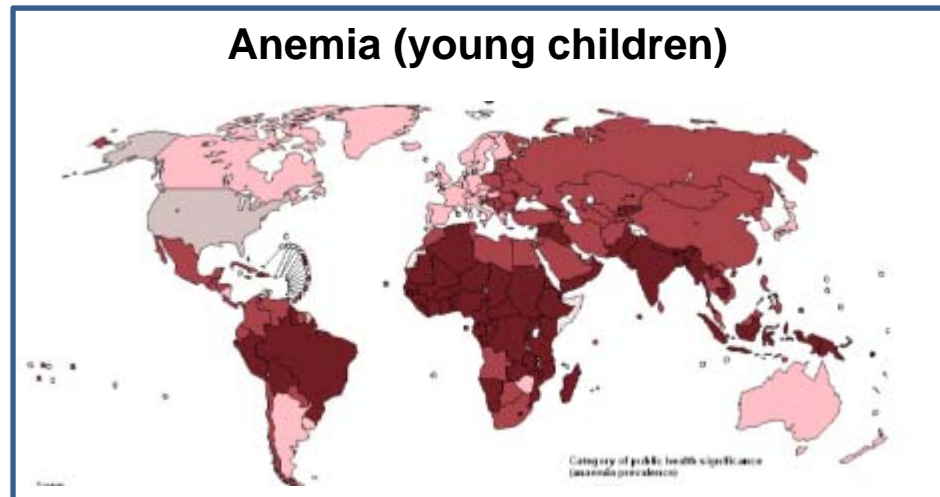 Anemia (young children)
Category of public health significance
(anaemia prevalence)